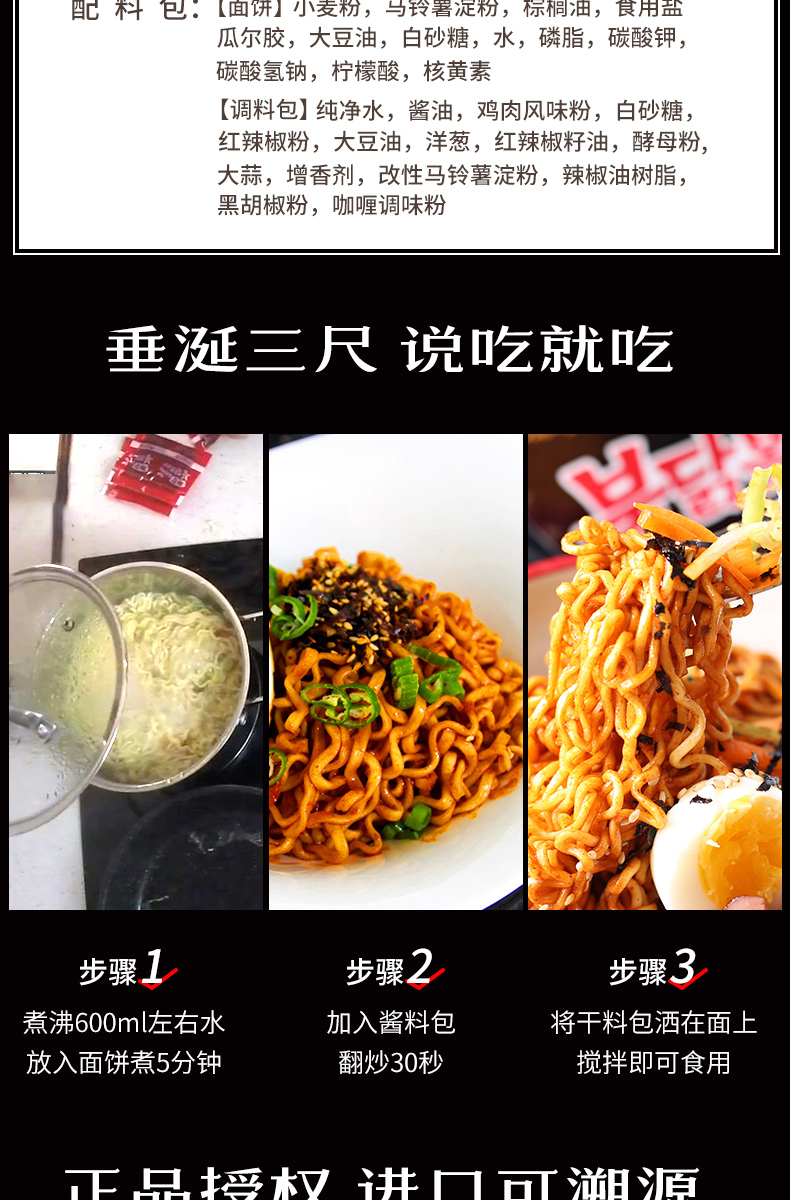 配 料 包：【面饼】小麦粉，马铃薯淀粉，棕榈油，食用盐
瓜尔胶，大豆油，白砂糖，水，磷脂，碳酸钾，
碳酸氢钠，柠檬酸，核黄素
【调料包】纯净水，酱油，鸡肉风味粉，白砂糖，
红辣椒粉，大豆油，洋葱，红辣椒籽油，酵母粉，
大蒜，增香剂，改性马铃薯淀粉，辣椒油树脂，
黑胡椒粉，咖喱调味粉
垂涎三尺 说吃就吃
步骤1
煮沸600ml左右水
放入面饼煮5分钟
步骤2
加入酱料包
翻炒30秒
步骤3
将干料包洒在面上
搅拌即可食用
正品授权 进口可溯源